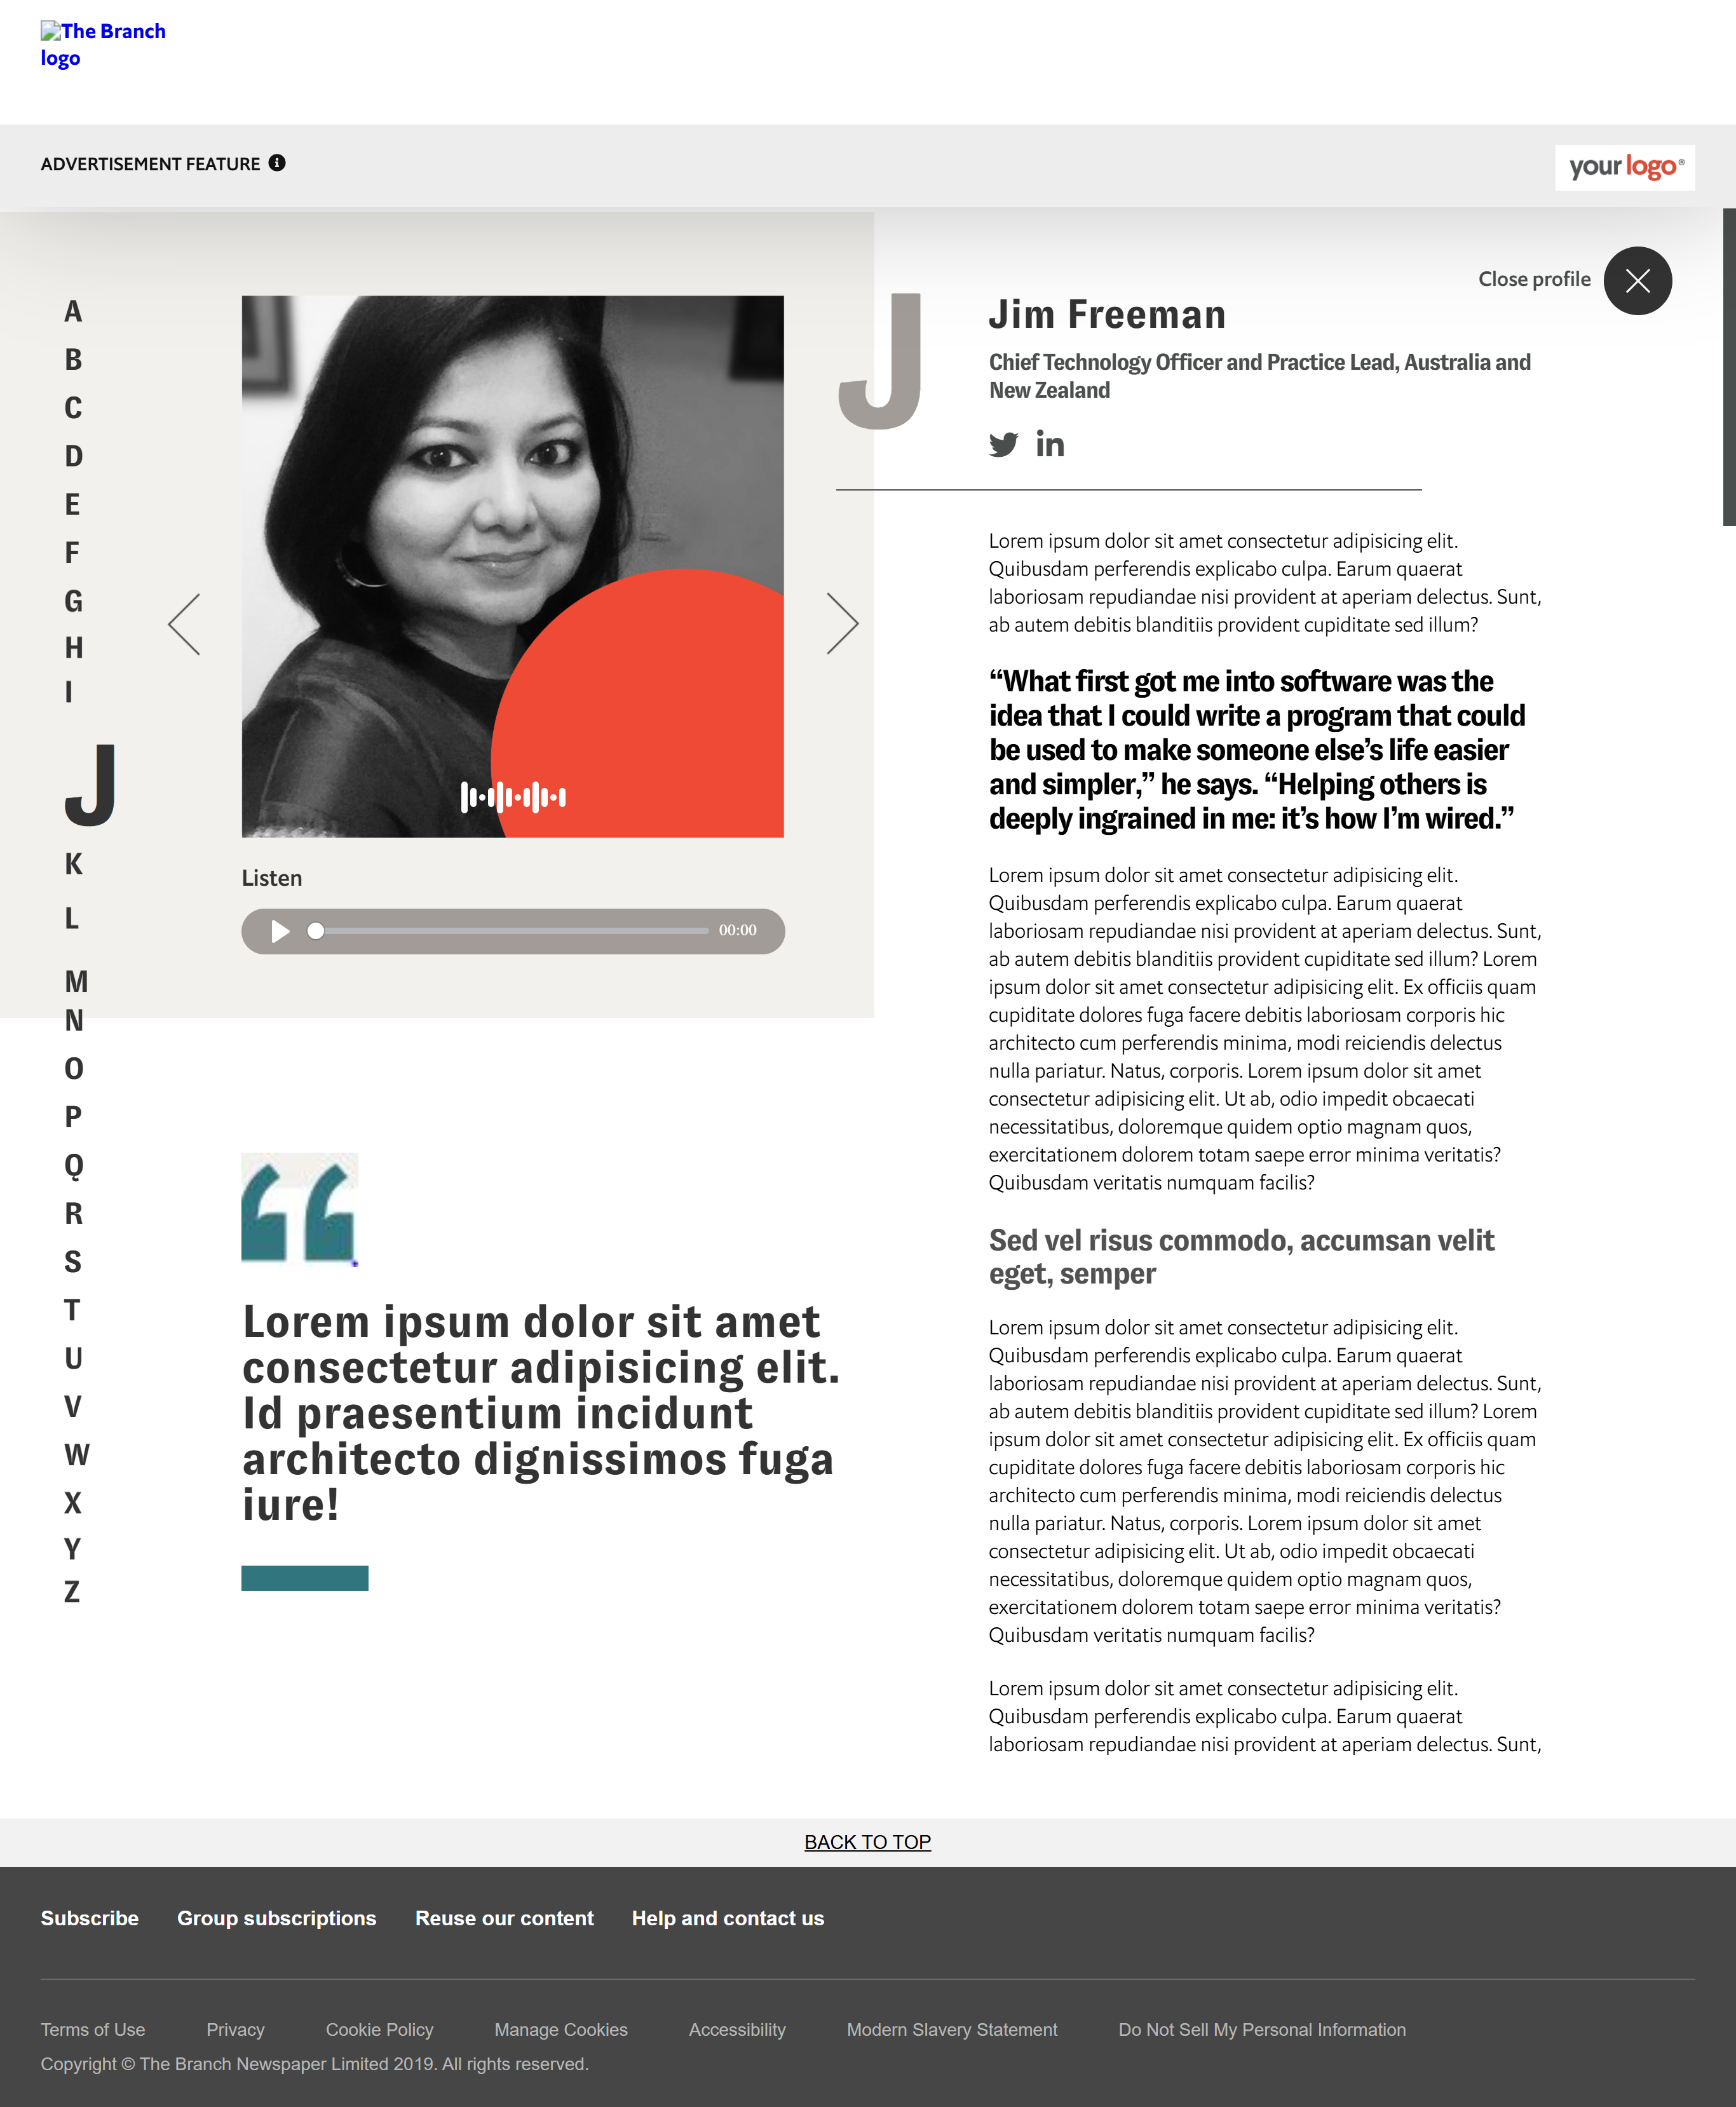 The Branch
logo
ADVERTISEMENT FEATURE
your logo®
A
B
C
D
E
F
G
H
I
J
K
L
M
N
O
P
Q
R
S
T
U
V
W
X
Y
Z
Listen
00:00
“
Lorem ipsum dolor sit amet
consectetur adipisicing elit.
Id praesentium incidunt
architecto dignissimos fuga
iure!
Close profile
J
Jim Freeman
Chief Technology Officer and Practice Lead, Australia and
New Zealand
in
Lorem ipsum dolor sit amet consectetur adipisicing elit.
Quibusdam perferendis explicabo culpa. Earum quaerat
laboriosam repudiandae nisi provident at aperiam delectus. Sunt,
ab autem debitis blanditiis provident cupiditate sed illum?
“What first got me into software was the
idea that I could write a program that could
be used to make someone else’s life easier
and simpler,” he says. “Helping others is
deeply ingrained in me: it’s how I’m wired.”
Lorem ipsum dolor sit amet consectetur adipisicing elit.
Quibusdam perferendis explicabo culpa. Earum quaerat
laboriosam repudiandae nisi provident at aperiam delectus. Sunt,
ab autem debitis blanditiis provident cupiditate sed illum? Lorem
ipsum dolor sit amet consectetur adipisicing elit. Ex officiis quam
cupiditate dolores fuga facere debitis laboriosam corporis hic
architecto cum perferendis minima, modi reiciendis delectus
nulla pariatur. Natus, corporis. Lorem ipsum dolor sit amet
consectetur adipisicing elit. Ut ab, odio impedit obcaecati
necessitatibus, doloremque quidem optio magnam quos,
exercitationem dolorem totam saepe error minima veritatis?
Quibusdam veritatis numquam facilis?
Sed vel risus commodo, accumsan velit
eget, semper
Lorem ipsum dolor sit amet consectetur adipisicing elit.
Quibusdam perferendis explicabo culpa. Earum quaerat
laboriosam repudiandae nisi provident at aperiam delectus. Sunt,
ab autem debitis blanditiis provident cupiditate sed illum? Lorem
ipsum dolor sit amet consectetur adipisicing elit. Ex officiis quam
cupiditate dolores fuga facere debitis laboriosam corporis hic
architecto cum perferendis minima, modi reiciendis delectus
nulla pariatur. Natus, corporis. Lorem ipsum dolor sit amet
consectetur adipisicing elit. Ut ab, odio impedit obcaecati
necessitatibus, doloremque quidem optio magnam quos,
exercitationem dolorem totam saepe error minima veritatis?
Quibusdam veritatis numquam facilis?
Lorem ipsum dolor sit amet consectetur adipisicing elit.
Quibusdam perferendis explicabo culpa. Earum quaerat
laboriosam repudiandae nisi provident at aperiam delectus. Sunt,
BACK TO TOP
Subscribe Group subscriptions Reuse our content Help and contact us
Terms of Use Privacy Cookie Policy Manage Cookies Accessibility Modern Slavery Statement Do Not Sell My Personal Information
Copyright © The Branch Newspaper Limited 2019. All rights reserved.